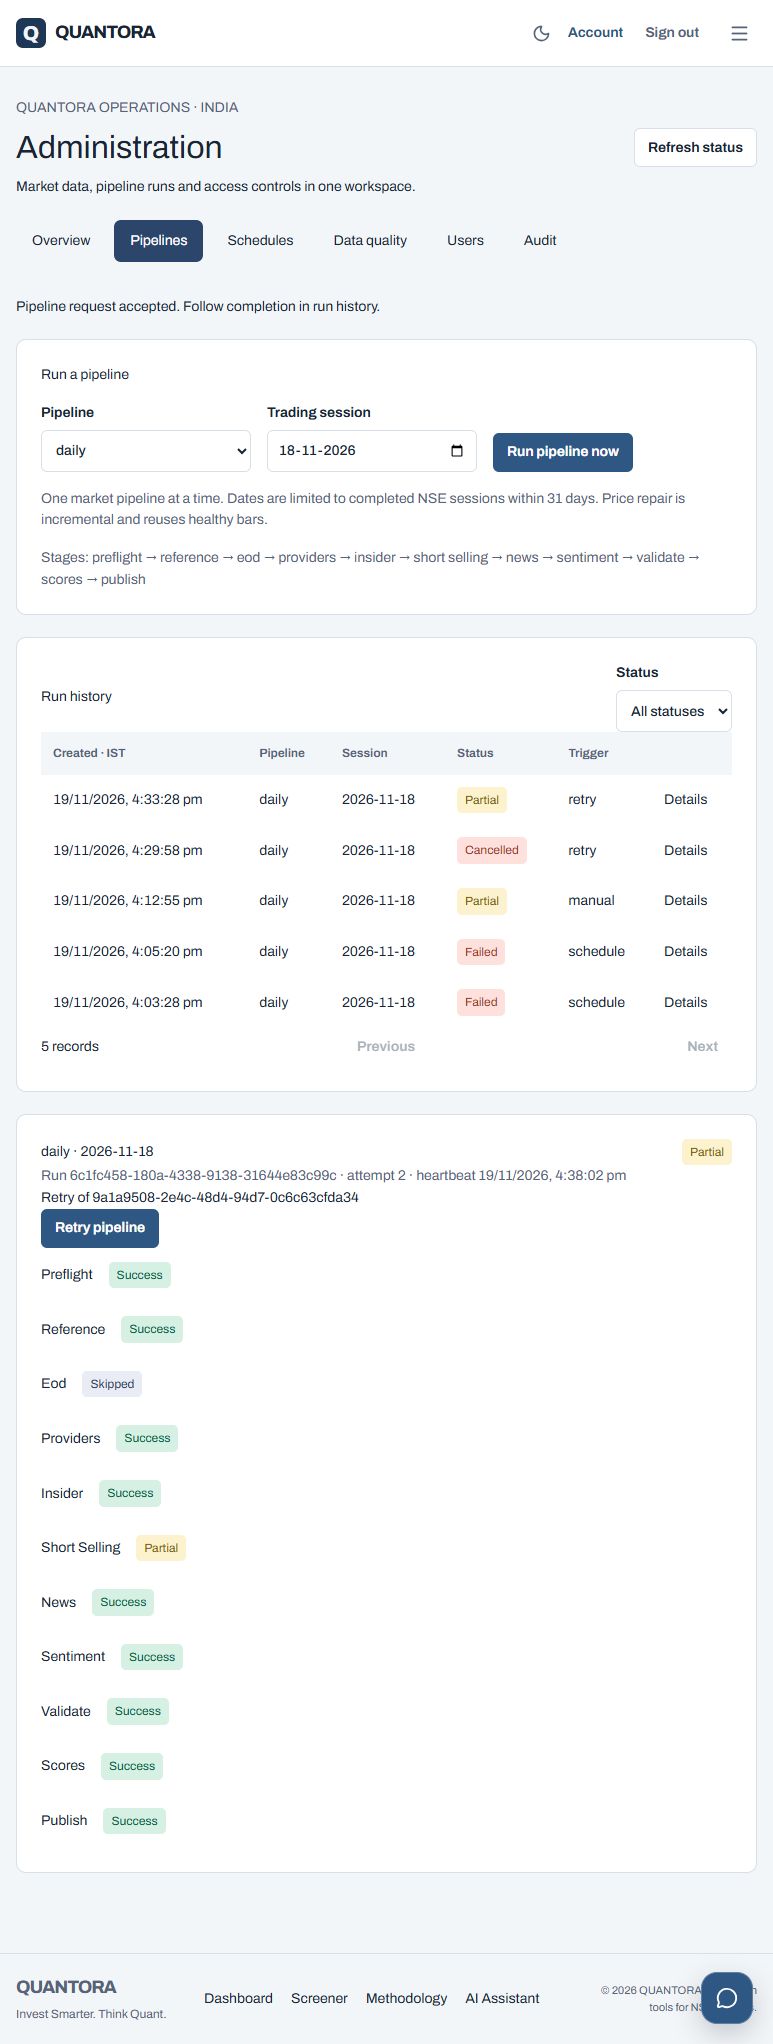 Q QUANTORA
Account
Sign out
QUANTORA OPERATIONS · INDIA
Administration
Refresh status
Market data, pipeline runs and access controls in one workspace.
Overview
Pipelines
Schedules
Data quality
Users
Audit
Pipeline request accepted. Follow completion in run history.
Run a pipeline
Pipeline
Trading session
daily
18-11-2026
Run pipeline now
One market pipeline at a time. Dates are limited to completed NSE sessions within 31 days. Price repair is
incremental and reuses healthy bars.
Stages: preflight → reference → eod → providers → insider → short selling → news → sentiment → validate →
scores → publish
Status
Run history
All statuses
Created · IST Pipeline Session Status Trigger
19/11/2026, 4:33:28 pm daily 2026-11-18 Partial retry Details
19/11/2026, 4:29:58 pm daily 2026-11-18 Cancelled retry Details
19/11/2026, 4:12:55 pm daily 2026-11-18 Partial manual Details
19/11/2026, 4:05:20 pm daily 2026-11-18 Failed schedule Details
19/11/2026, 4:03:28 pm daily 2026-11-18 Failed schedule Details
5 records Previous Next
daily · 2026-11-18 Partial
Run 6c1fc458-180a-4338-9138-31644e83c99c · attempt 2 · heartbeat 19/11/2026, 4:38:02 pm
Retry of 9a1a9508-2e4c-48d4-94d7-0c6c63cfda34
Retry pipeline
Preflight Success
Reference Success
Eod Skipped
Providers Success
Insider Success
Short Selling Partial
News Success
Sentiment Success
Validate Success
Scores Success
Publish Success
QUANTORA
Invest Smarter. Think Quant.
Dashboard
Screener
Methodology
AI Assistant
© 2026 QUANTORA
tools for